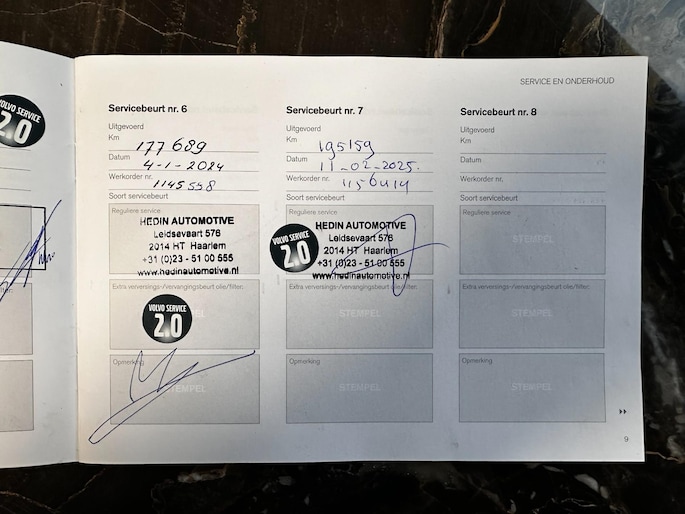 VOLVO SERVICE
2.0
SERVICE EN ONDERHOUD
Servicebeurt nr. 6
Uitgevoerd
Km 177689
Datum 4-1-2024
Werkorder nr. 1145558
Soort servicebeurt
Reguliere service
HEDIN AUTOMOTIVE
Leidsevaart 576
2014 HT Haarlem
+31 (0)23 - 51 00 555
www.hedinautomotive.nl
Extra verversings-/vervangingsbeurt olie/filter.
VOLVO SERVICE
2.0
Opmerking
STEMPEL
Servicebeurt nr. 7
Uitgevoerd
Km 195159
Datum 11-02-2025.
Werkorder nr. 1156414
Soort servicebeurt
Reguliere service
VOLVO SERVICE
2.0
HEDIN AUTOMOTIVE
Leidsevaart 576
2014 HT Haarlem
+31 (0)23 - 51 00 555
www.hedinautomotive.nl
Extra verversings-/vervangingsbeurt olie/filter.
STEMPEL
Opmerking
STEMPEL
Servicebeurt nr. 8
Uitgevoerd
Km
Datum
Werkorder nr.
Soort servicebeurt
Reguliere service
STEMPEL
Extra verversings-/vervangingsbeurt olie/filter.
STEMPEL
Opmerking
STEMPEL
9